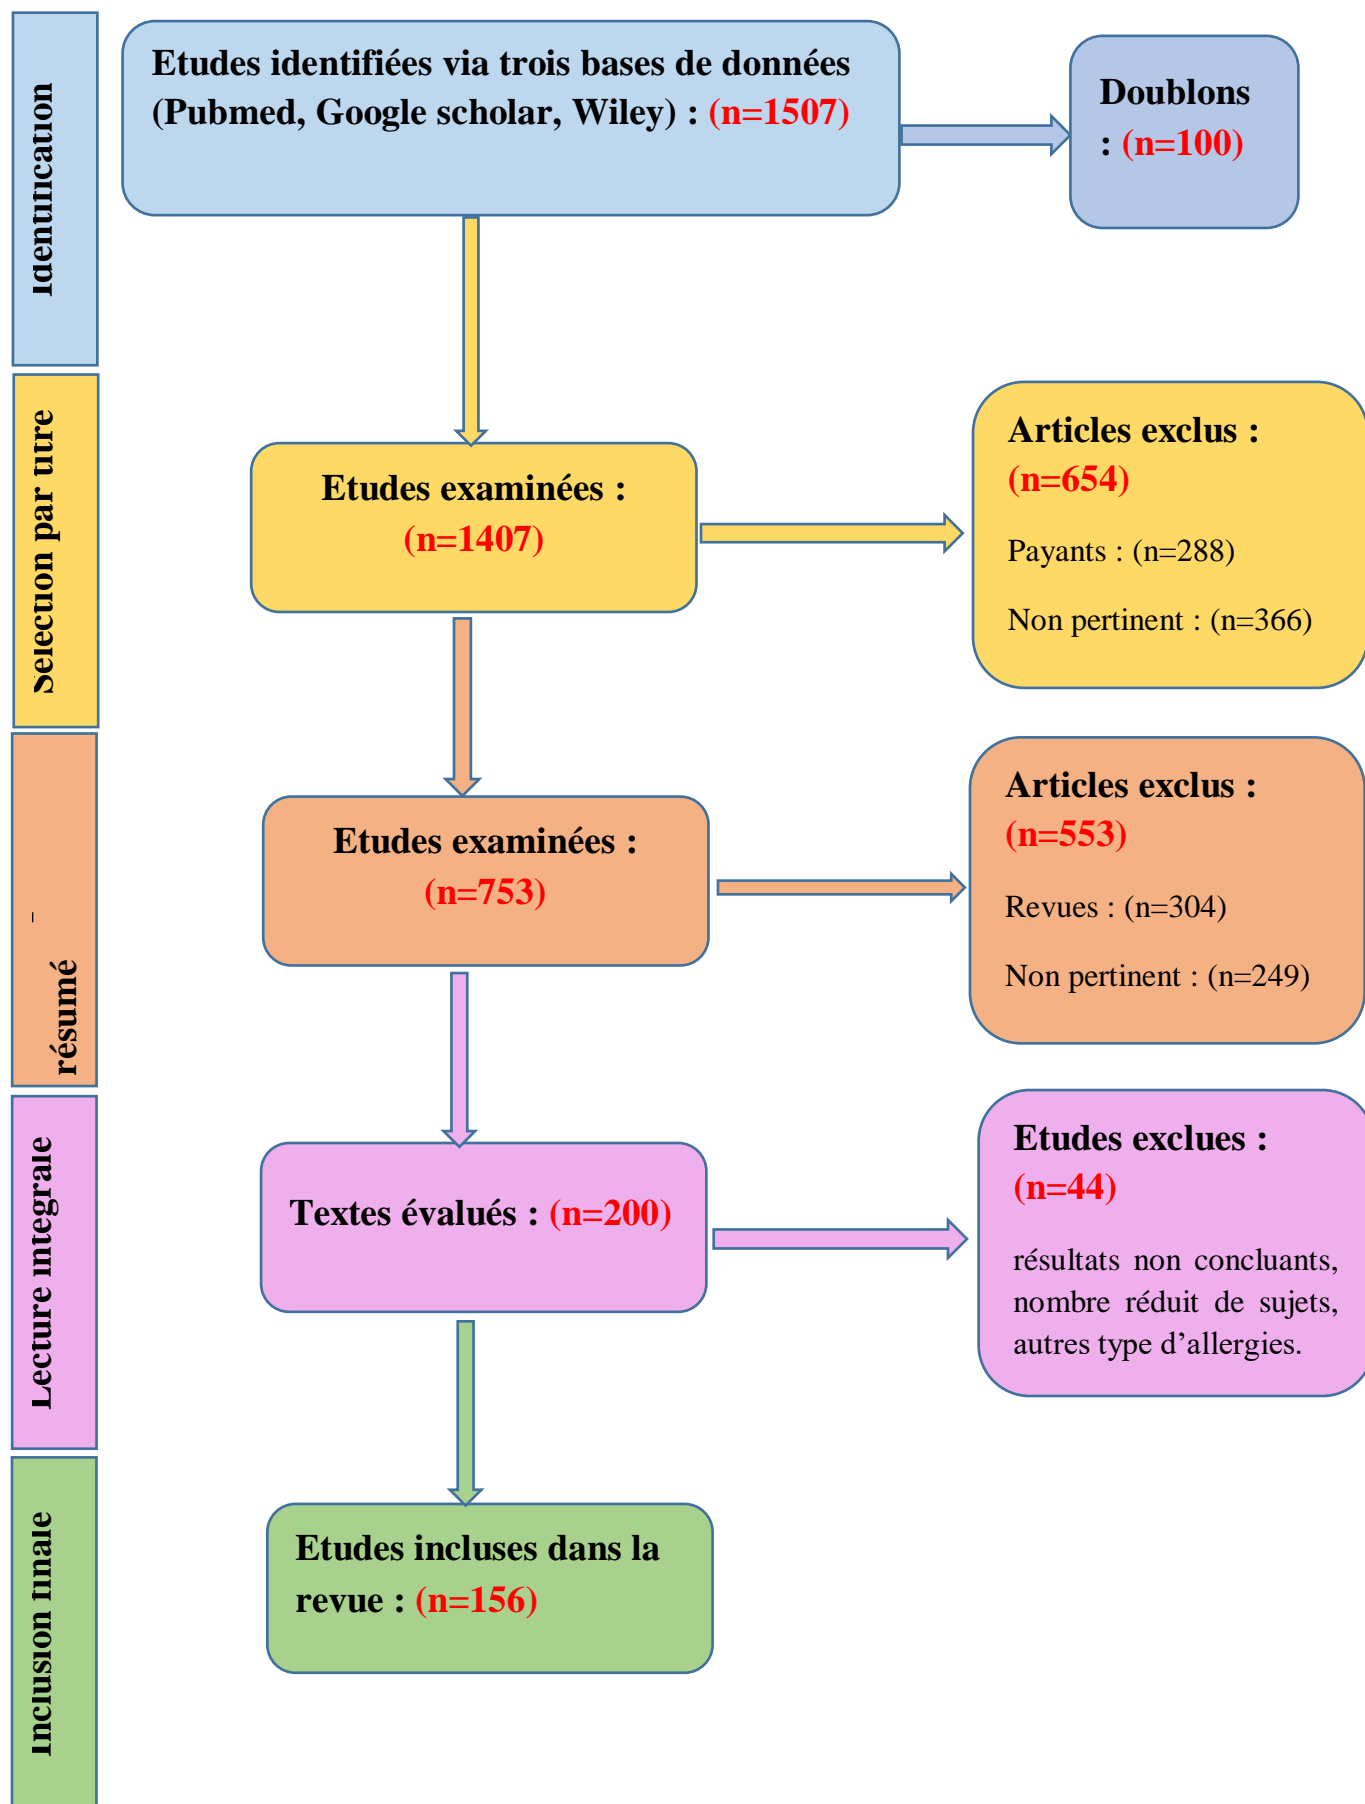 Identification
Etudes identifiées via trois bases de données
(Pubmed, Google scholar, Wiley) : (n=1507)
Doublons
: (n=100)
Sélection par titre
Etudes examinées :
(n=1407)
Articles exclus :
(n=654)
Payants : (n=288)
Non pertinent : (n=366)
résumé
Etudes examinées :
(n=753)
Articles exclus :
(n=553)
Revues : (n=304)
Non pertinent : (n=249)
Lecture intégrale
Textes évalués : (n=200)
Etudes exclues :
(n=44)
résultats non concluants,
nombre réduit de sujets,
autres type d’allergies.
Inclusion finale
Etudes incluses dans la
revue : (n=156)